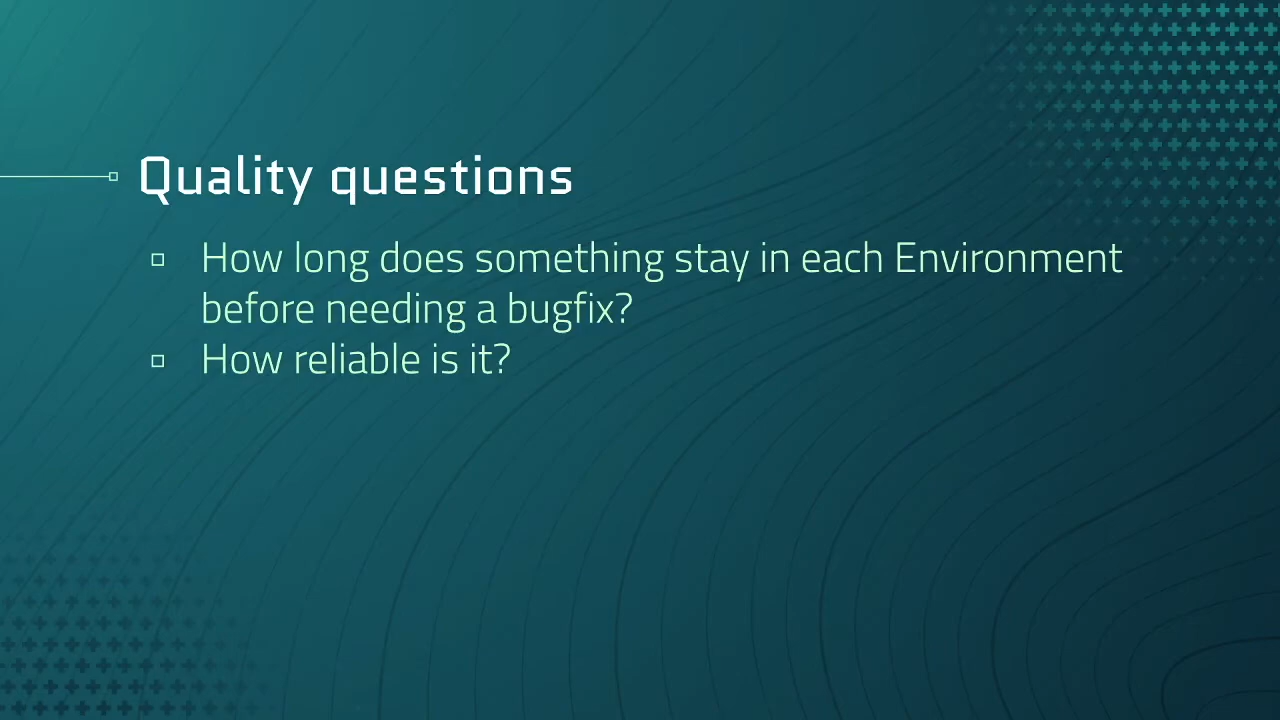 Quality questions
How long does something stay in each Environment
before needing a bugfix?
How reliable is it?